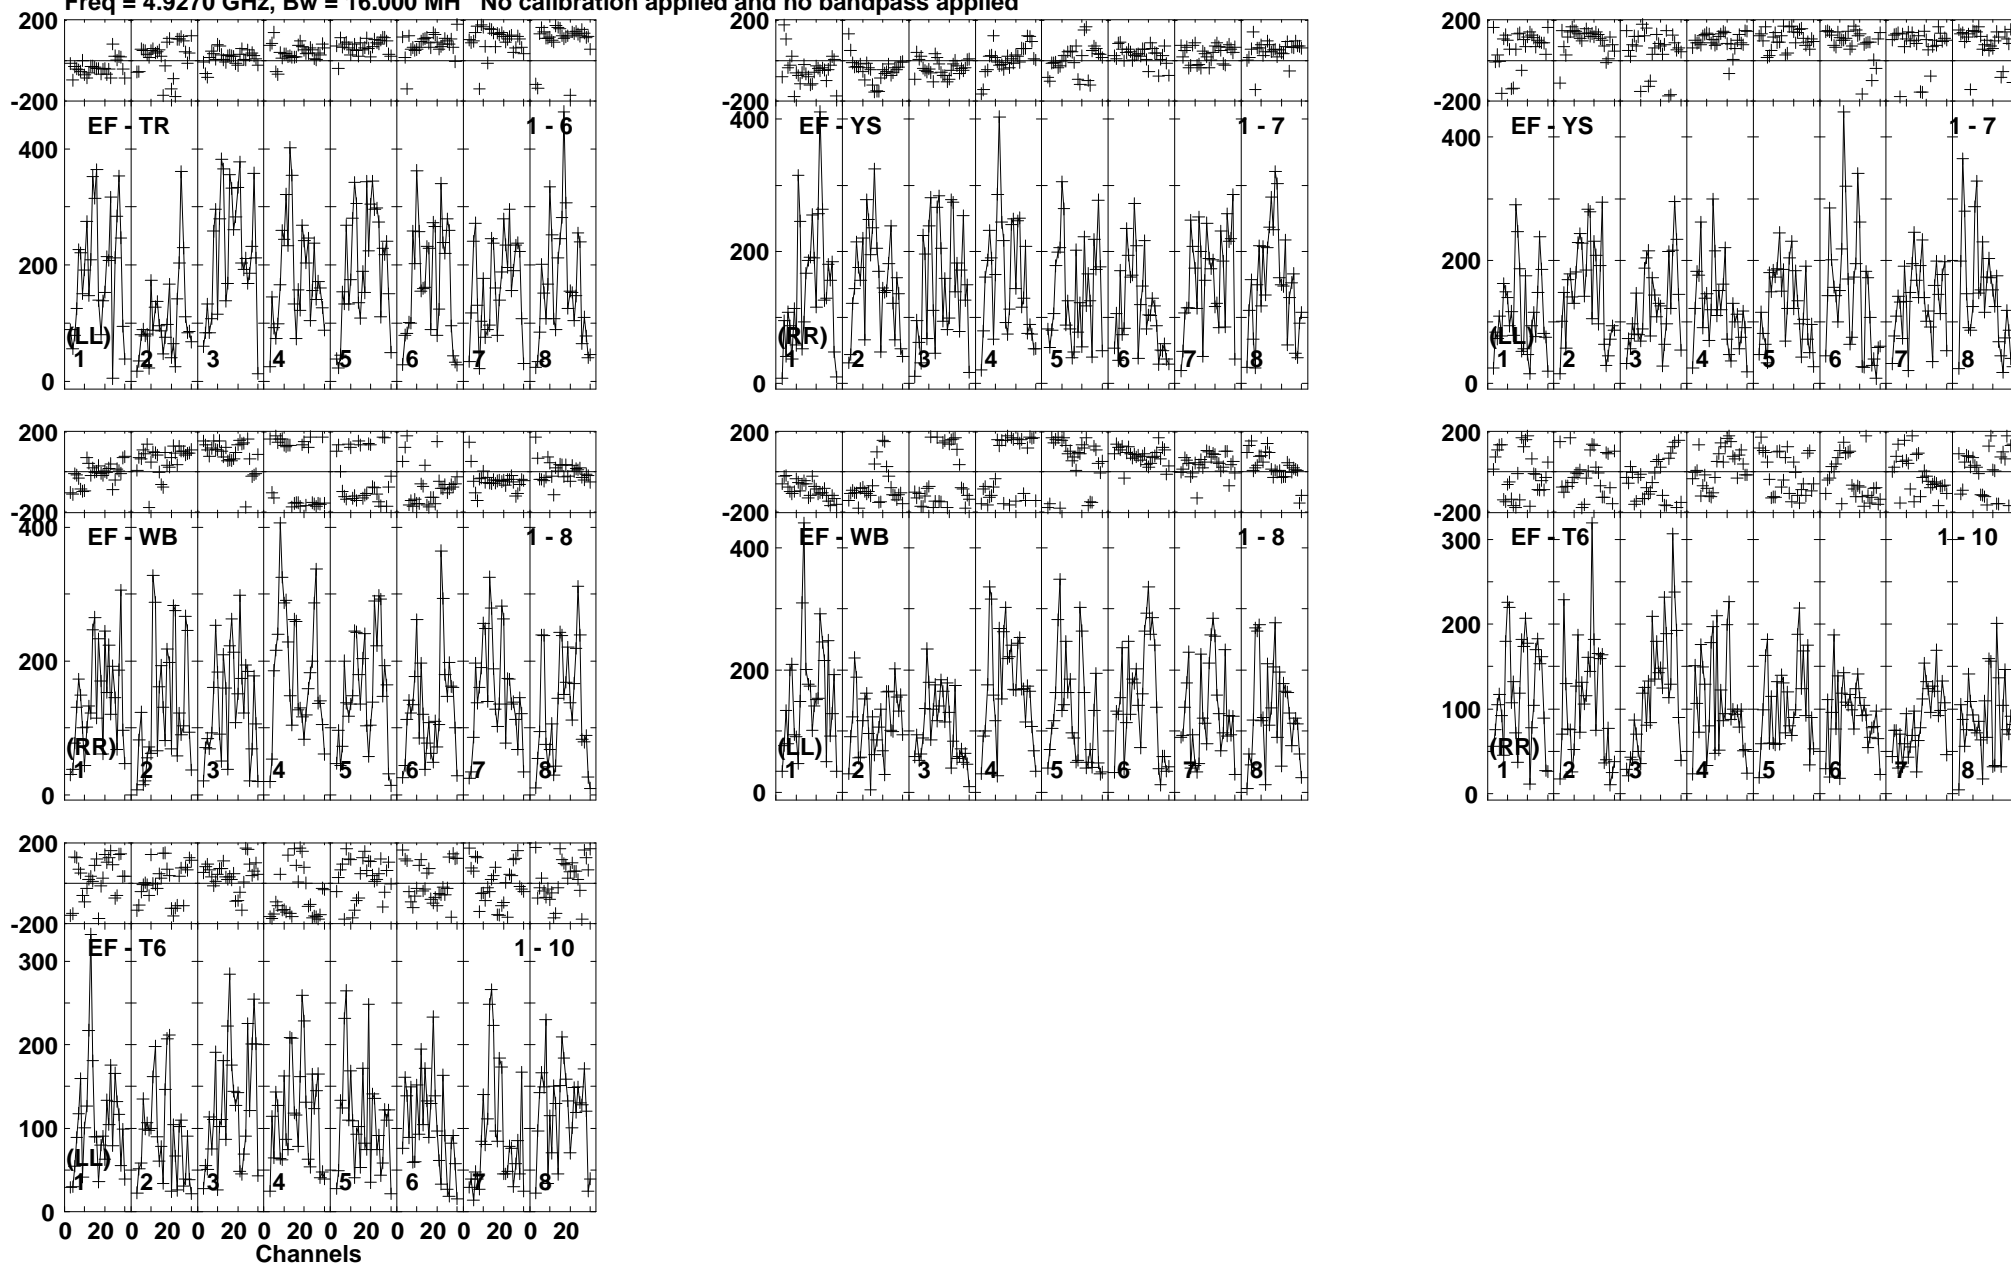 Freq = 4.9270 GHz, Bw = 16.000 MH No calibration applied and no bandpass applied
200
-200
EF - TR
1 - 6
400
200
0
(LL)
1 2 3 4 5 6 7 8
200
-200
EF - YS
1 - 7
400
200
0
(RR)
1 2 3 4 5 6 7 8
200
-200
EF - YS
1 - 7
400
200
0
(LL)
1 2 3 4 5 6 7 8
200
-200
EF - WB
1 - 8
400
200
0
(RR)
1 2 3 4 5 6 7 8
200
-200
EF - WB
1 - 8
400
200
0
(LL)
1 2 3 4 5 6 7 8
200
-200
EF - T6
1 - 10
300
200
100
0
(RR)
1 2 3 4 5 6 7 8
200
-200
EF - T6
1 - 10
300
200
100
0
(LL)
1 2 3 4 5 6 7 8
0 20 0 20 0 20 0 20 0 20 0 20 0 20 0 20
Channels